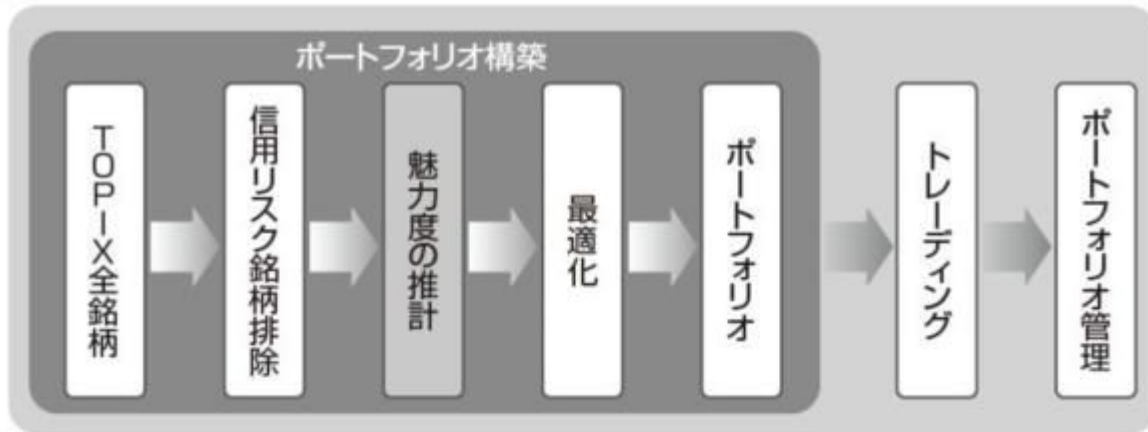 ポートフォリオ構築
TOPIX全銘柄
信用リスク銘柄排除
魅力度の推計
最適化
ポートフォリオ
トレーディング
ポートフォリオ管理